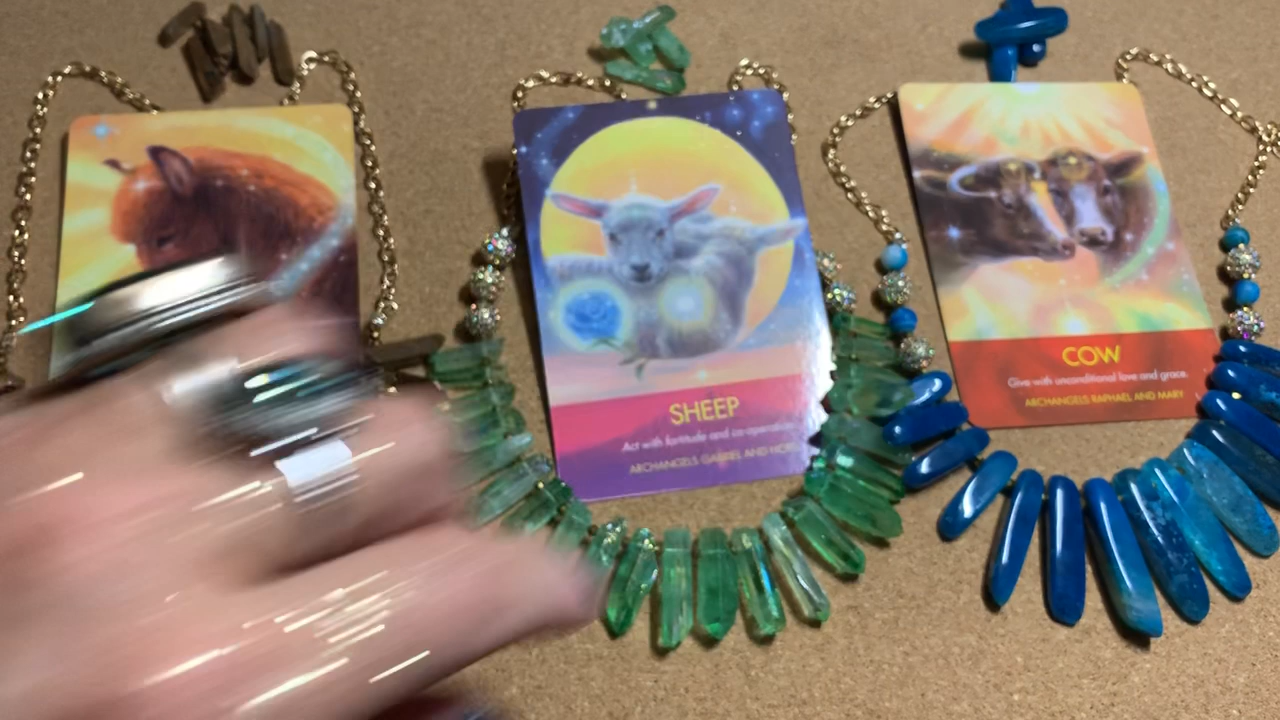 SHEEP
Act with fortitude and co-operation.
ARCHANGELS GABRIEL AND
COW
Give with unconditional love and grace.
ARCHANGELS RAPHAEL AND MARY